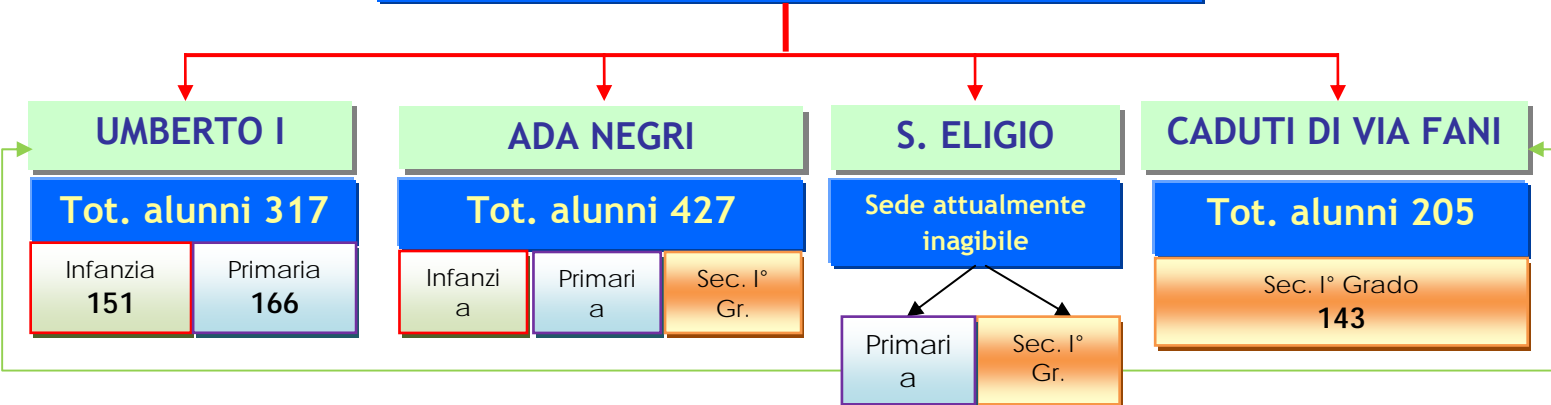 UMBERTO I
Tot. alunni 317
Infanzia
151
Primaria
166
ADA NEGRI
Tot. alunni 427
Infanzi
a
Primari
a
Sec. I°
Gr.
S. ELIGIO
Sede attualmente
inagibile
Primari
a
Sec. I°
Gr.
CADUTI DI VIA FANI
Tot. alunni 205
Sec. I° Grado
143